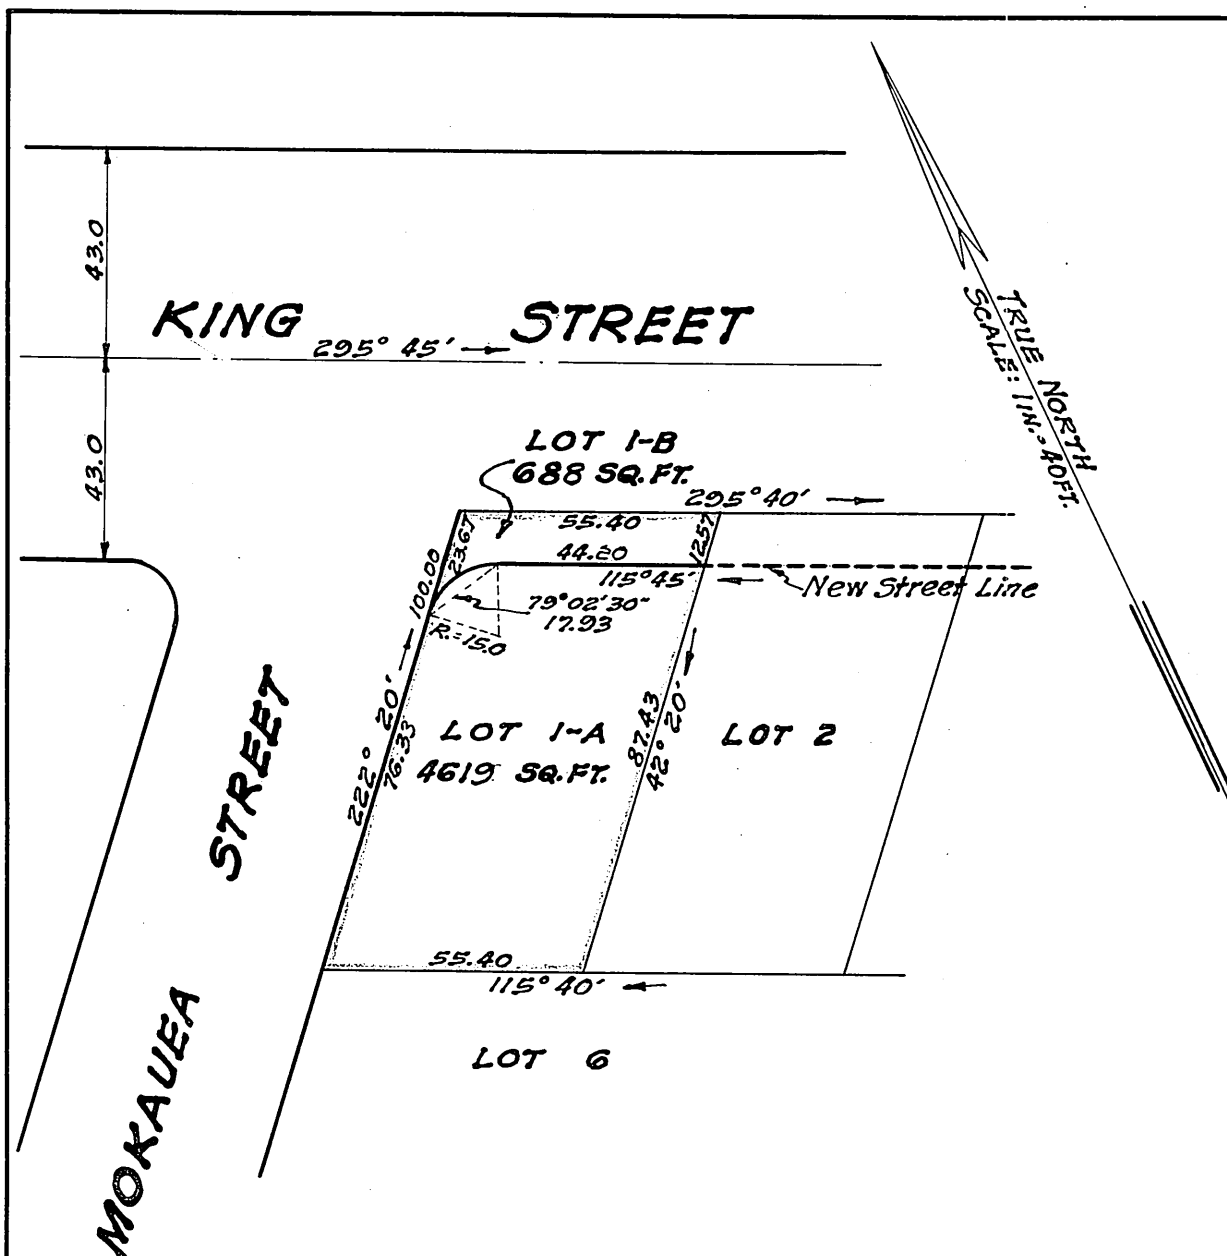 43.0
KING STREET
295° 45'
43.0
TRUE NORTH
SCALE: 1 IN. = 40 FT.
LOT 1-B
688 SQ. FT.
295° 40'
55.40
23.67
12.57
44.20
115° 45'
New Street Line
100.00
79° 02' 30"
17.93
R. = 15.0
222° 20'
76.33
LOT 1-A
4619 SQ. FT.
87.43
42° 20'
LOT 2
55.40
115° 40'
LOT 6
MOKAUEA STREET